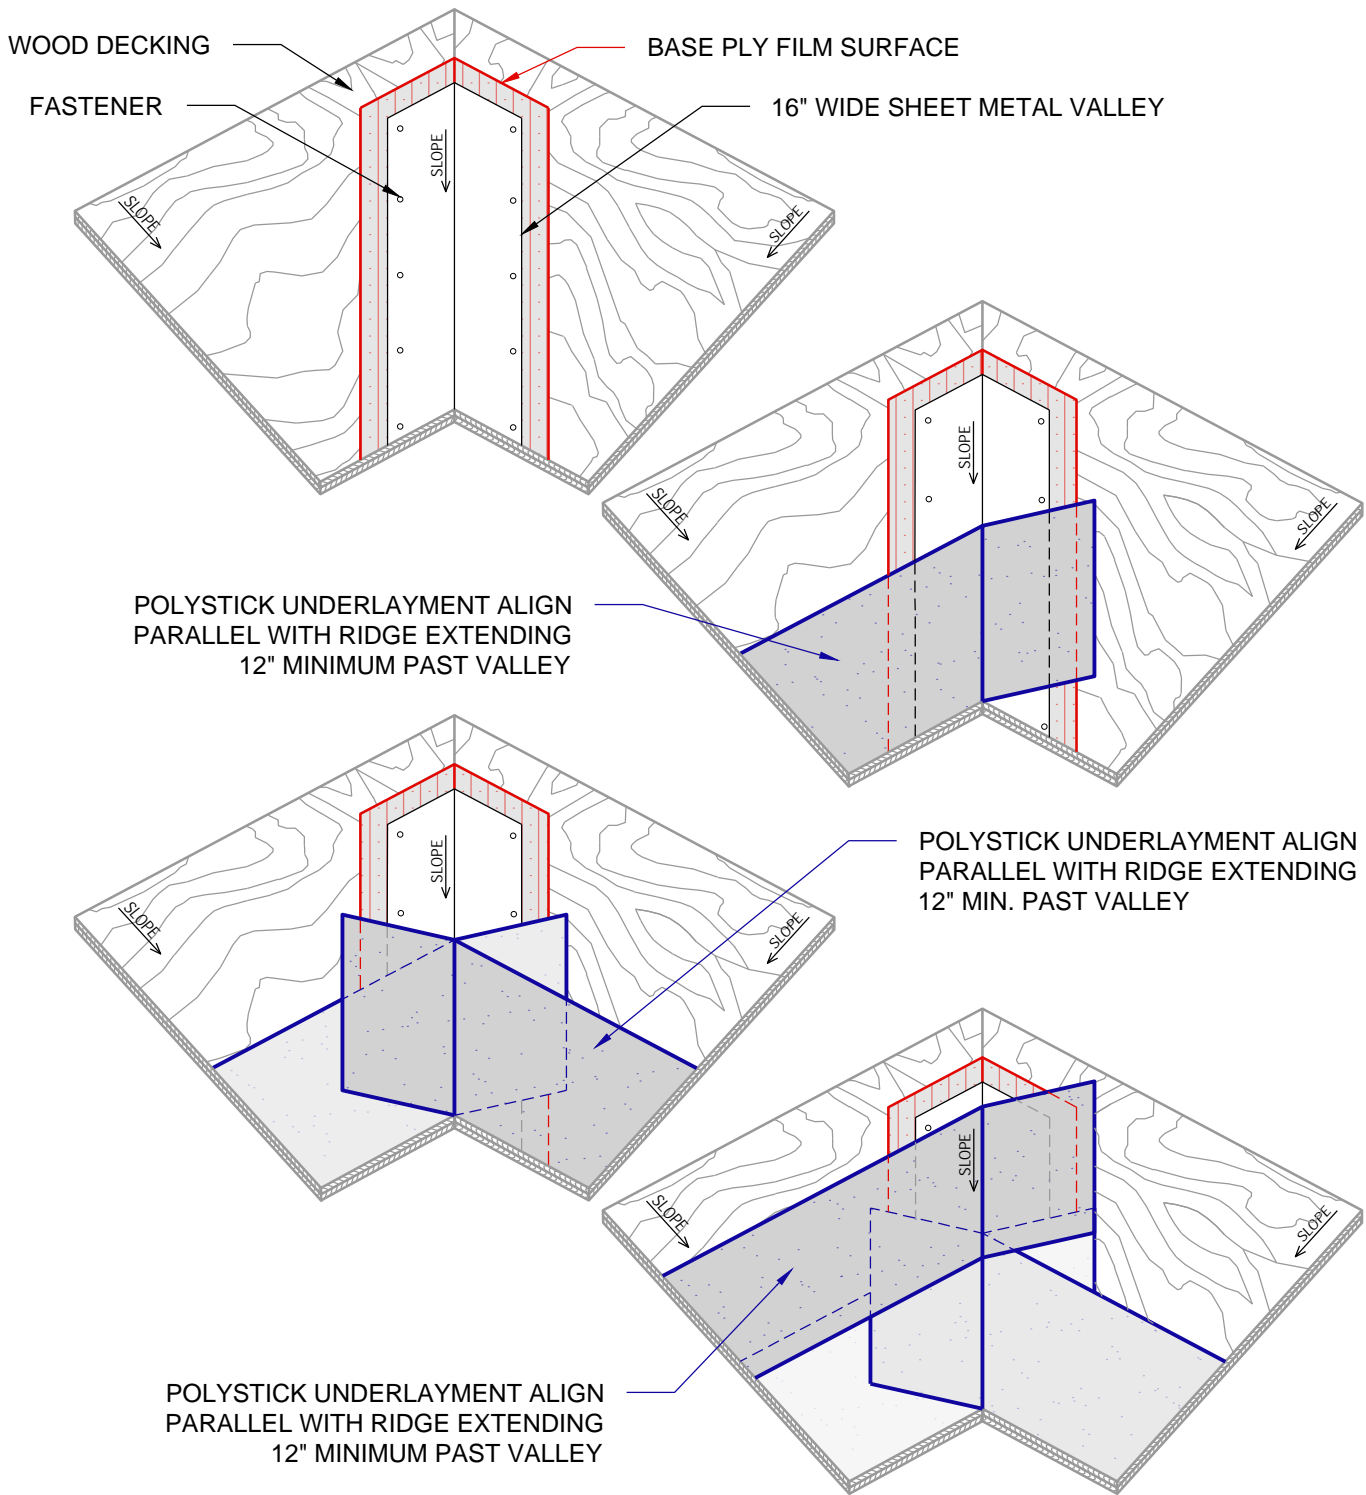 WOOD DECKING
BASE PLY FILM SURFACE
FASTENER
16" WIDE SHEET METAL VALLEY
SLOPE
SLOPE
SLOPE
SLOPE
SLOPE
SLOPE
POLYSTICK UNDERLAYMENT ALIGN
PARALLEL WITH RIDGE EXTENDING
12" MINIMUM PAST VALLEY
POLYSTICK UNDERLAYMENT ALIGN
PARALLEL WITH RIDGE EXTENDING
12" MIN. PAST VALLEY
SLOPE
SLOPE
SLOPE
SLOPE
SLOPE
SLOPE
POLYSTICK UNDERLAYMENT ALIGN
PARALLEL WITH RIDGE EXTENDING
12" MINIMUM PAST VALLEY